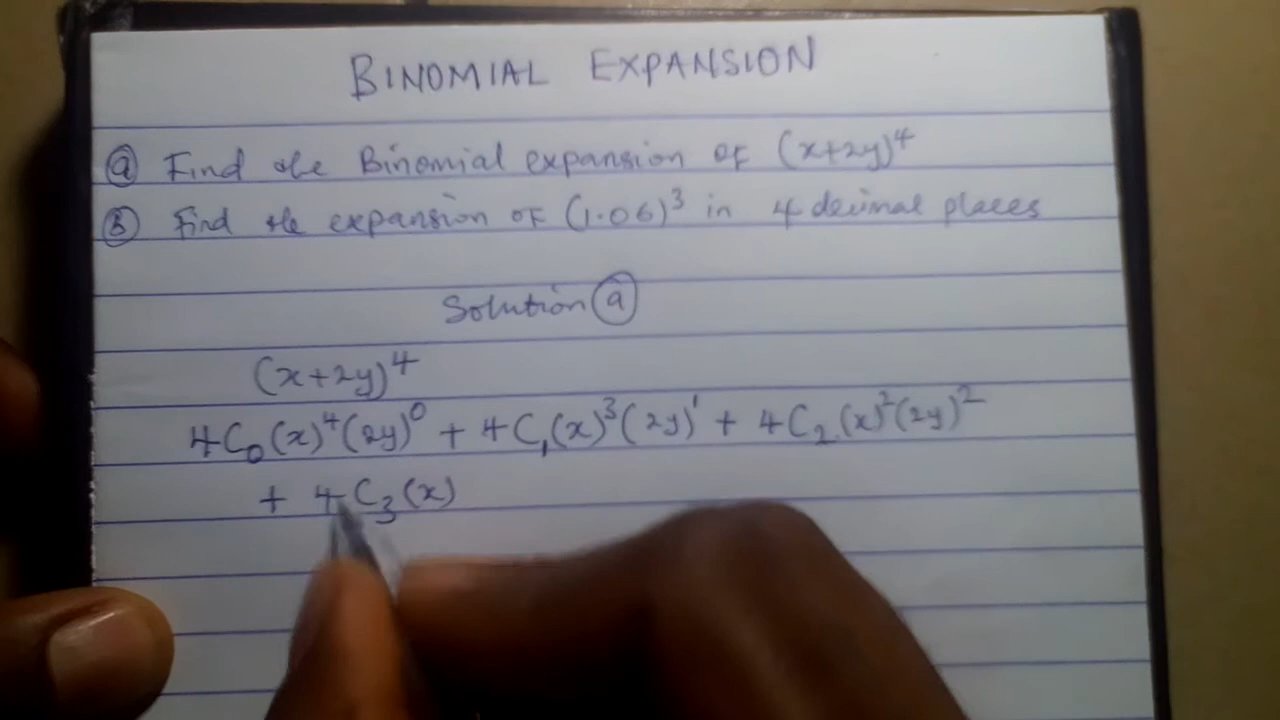 BINOMIAL EXPANSION
ⓐ Find the Binomial expansion of (x+2y)⁴
ⓑ Find the expansion of (1.06)³ in 4 decimal places
Solution ⓐ
(x+2y)⁴
4C₀(x)⁴(2y)⁰ + 4C₁(x)³(2y)¹ + 4C₂(x)²(2y)²
+ 4C₃(x)